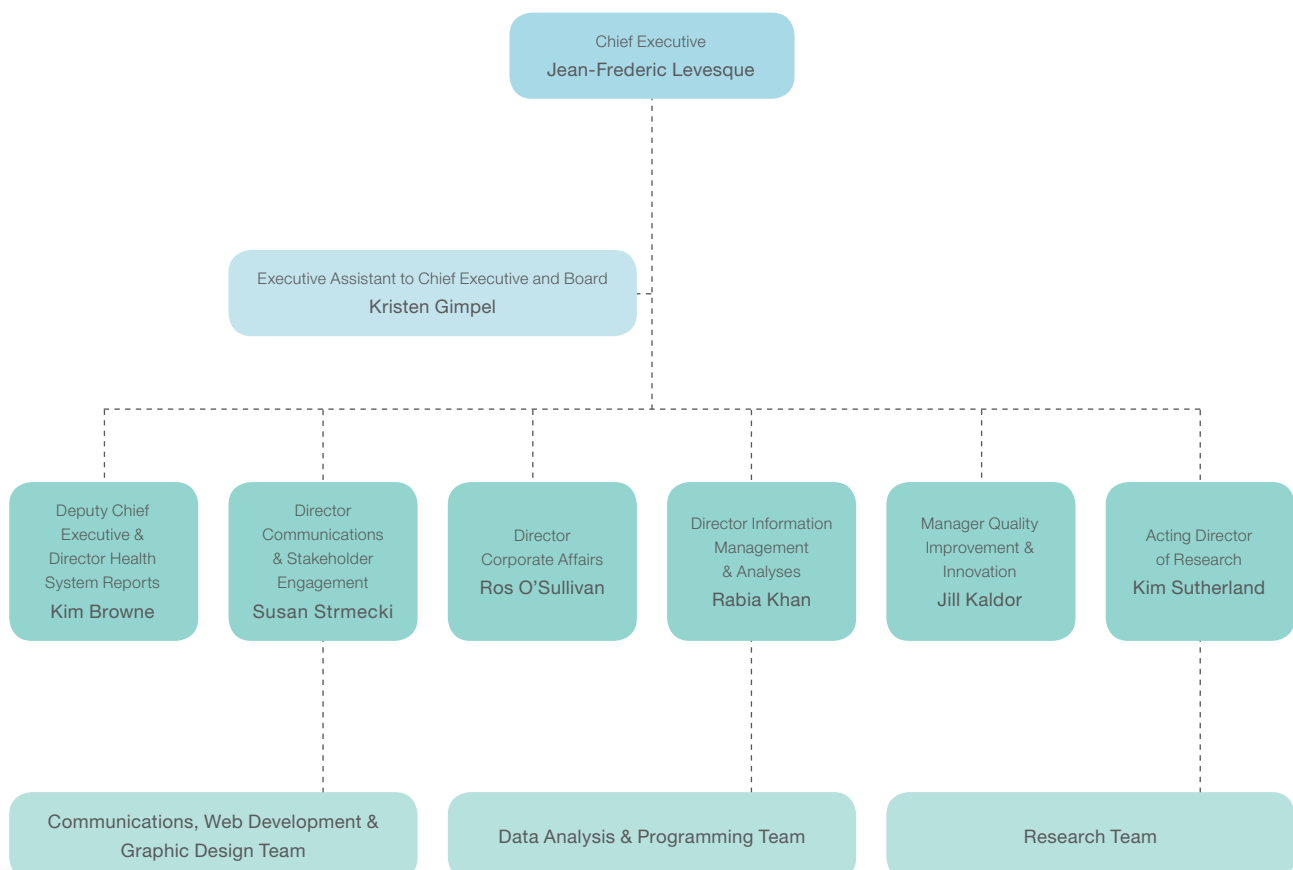 Chief Executive
Jean-Frederic Levesque
Executive Assistant to Chief Executive and Board
Kristen Gimpel
Deputy Chief
Executive &
Director Health
System Reports
Kim Browne
Director
Communications
& Stakeholder
Engagement
Susan Strmecki
Director
Corporate Affairs
Ros O’Sullivan
Director Information
Management
& Analyses
Rabia Khan
Manager Quality
Improvement &
Innovation
Jill Kaldor
Acting Director
of Research
Kim Sutherland
Communications, Web Development &
Graphic Design Team
Data Analysis & Programming Team
Research Team